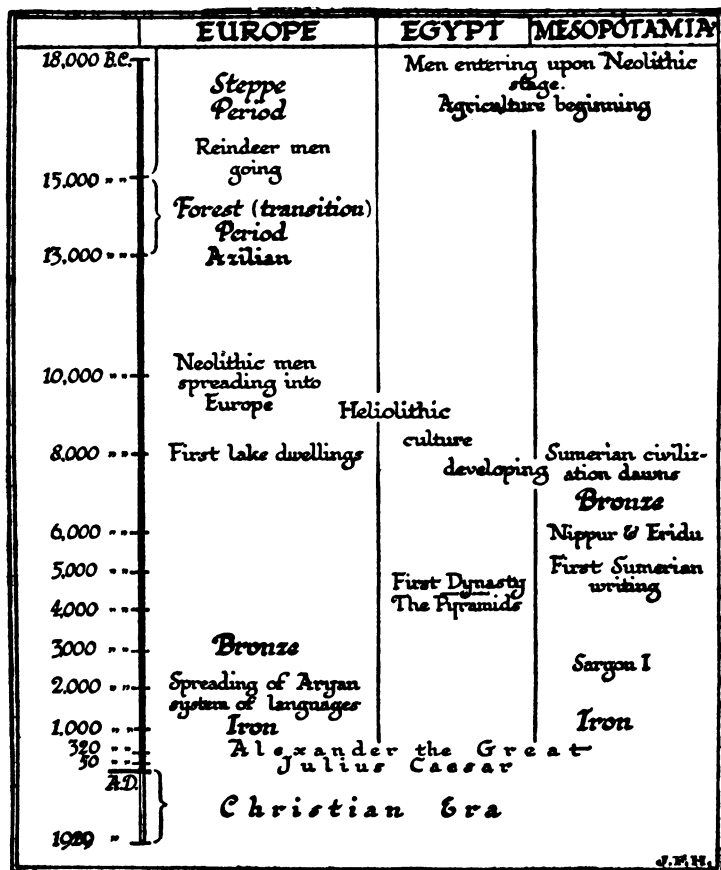 EUROPE EGYPT MESOPOTAMIA
18,000 B.C.
Men entering upon Neolithic
stage.
Agriculture beginning
Steppe
Period
Reindeer men
going
15,000 " "
Forest (transition)
Period
13,000 " "
Azilian
Neolithic men
10,000 " "
spreading into
Europe
Heliolithic
culture
developing
8,000 " "
First lake dwellings
Sumerian civiliz-
ation dawns
Bronze
6,000 " "
Nippur & Eridu
5,000 " "
First Sumerian
writing
First Dynasty
The Pyramids
4,000 " "
3,000 " "
Bronze
Sargon I
2,000 " "
Spreading of Aryan
system of languages
1,000 " "
Iron
Iron
320 " "
Alexander the Great
50 " "
Julius Caesar
A.D.
Christian Era
"
J.F.H.